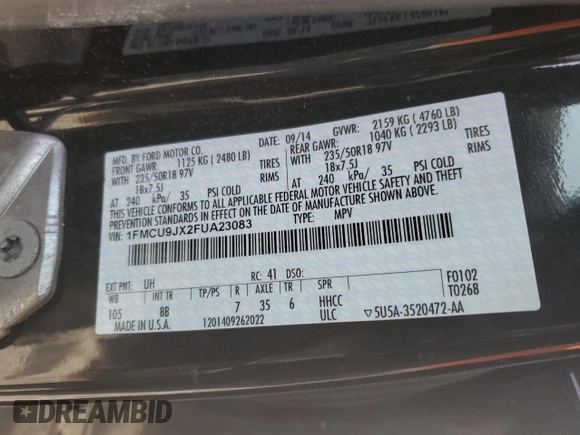 MFD. BY FORD MOTOR CO.
DATE: 09/14
GVWR: 2159 KG ( 4760 LB)
FRONT GAWR: 1125 KG ( 2480 LB)
REAR GAWR: 1040 KG ( 2293 LB)
WITH 235/50R18 97V TIRES
WITH 235/50R18 97V TIRES
18x7.5J RIMS
18x7.5J RIMS
AT 240 kPa/ 35 PSI COLD
AT 240 kPa/ 35 PSI COLD
THIS VEHICLE CONFORMS TO ALL APPLICABLE FEDERAL MOTOR VEHICLE SAFETY AND THEFT
PREVENTION STANDARDS IN EFFECT ON THE DATE OF MANUFACTURE SHOWN ABOVE.
1FMCU9JX2FUA23083
TYPE: MPV
EXT PNT: UH RC: 41 DSO: F0102
WB INT TR TP/PS R AXLE TR SPR T0268
105 8B 7 35 6 HHCC
MADE IN U.S.A. 1201409262022 ULC ▽5U5A-3520472-AA
DREAMBID